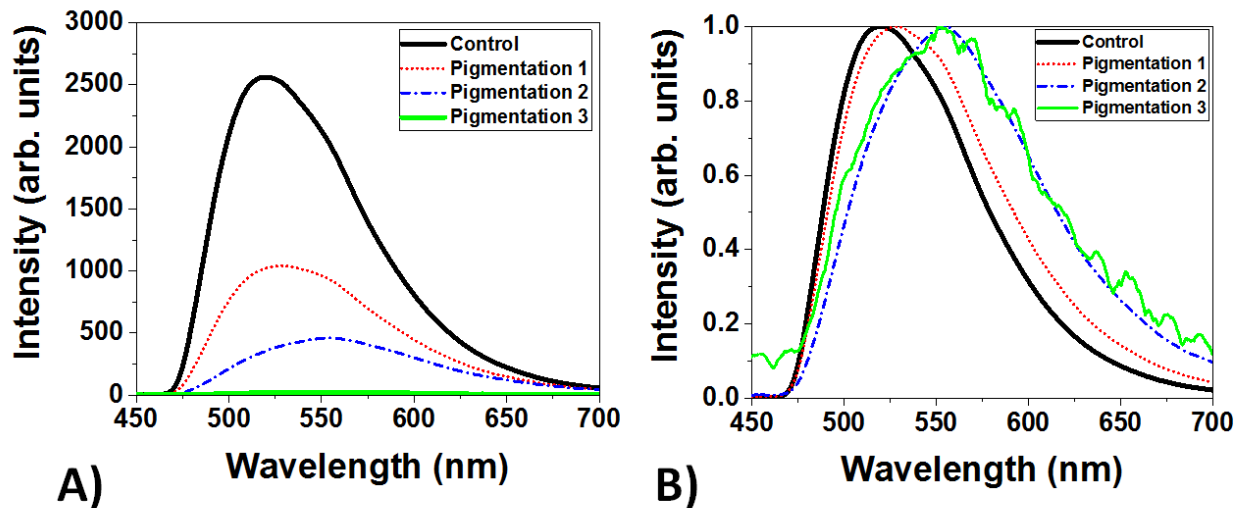 3000
2500
2000
1500
1000
500
0
Intensity (arb. units)
Control
Pigmentation 1
Pigmentation 2
Pigmentation 3
450 500 550 600 650 700
Wavelength (nm)
A)
1.0
0.8
0.6
0.4
0.2
0.0
Intensity (arb. units)
Control
Pigmentation 1
Pigmentation 2
Pigmentation 3
450 500 550 600 650 700
Wavelength (nm)
B)